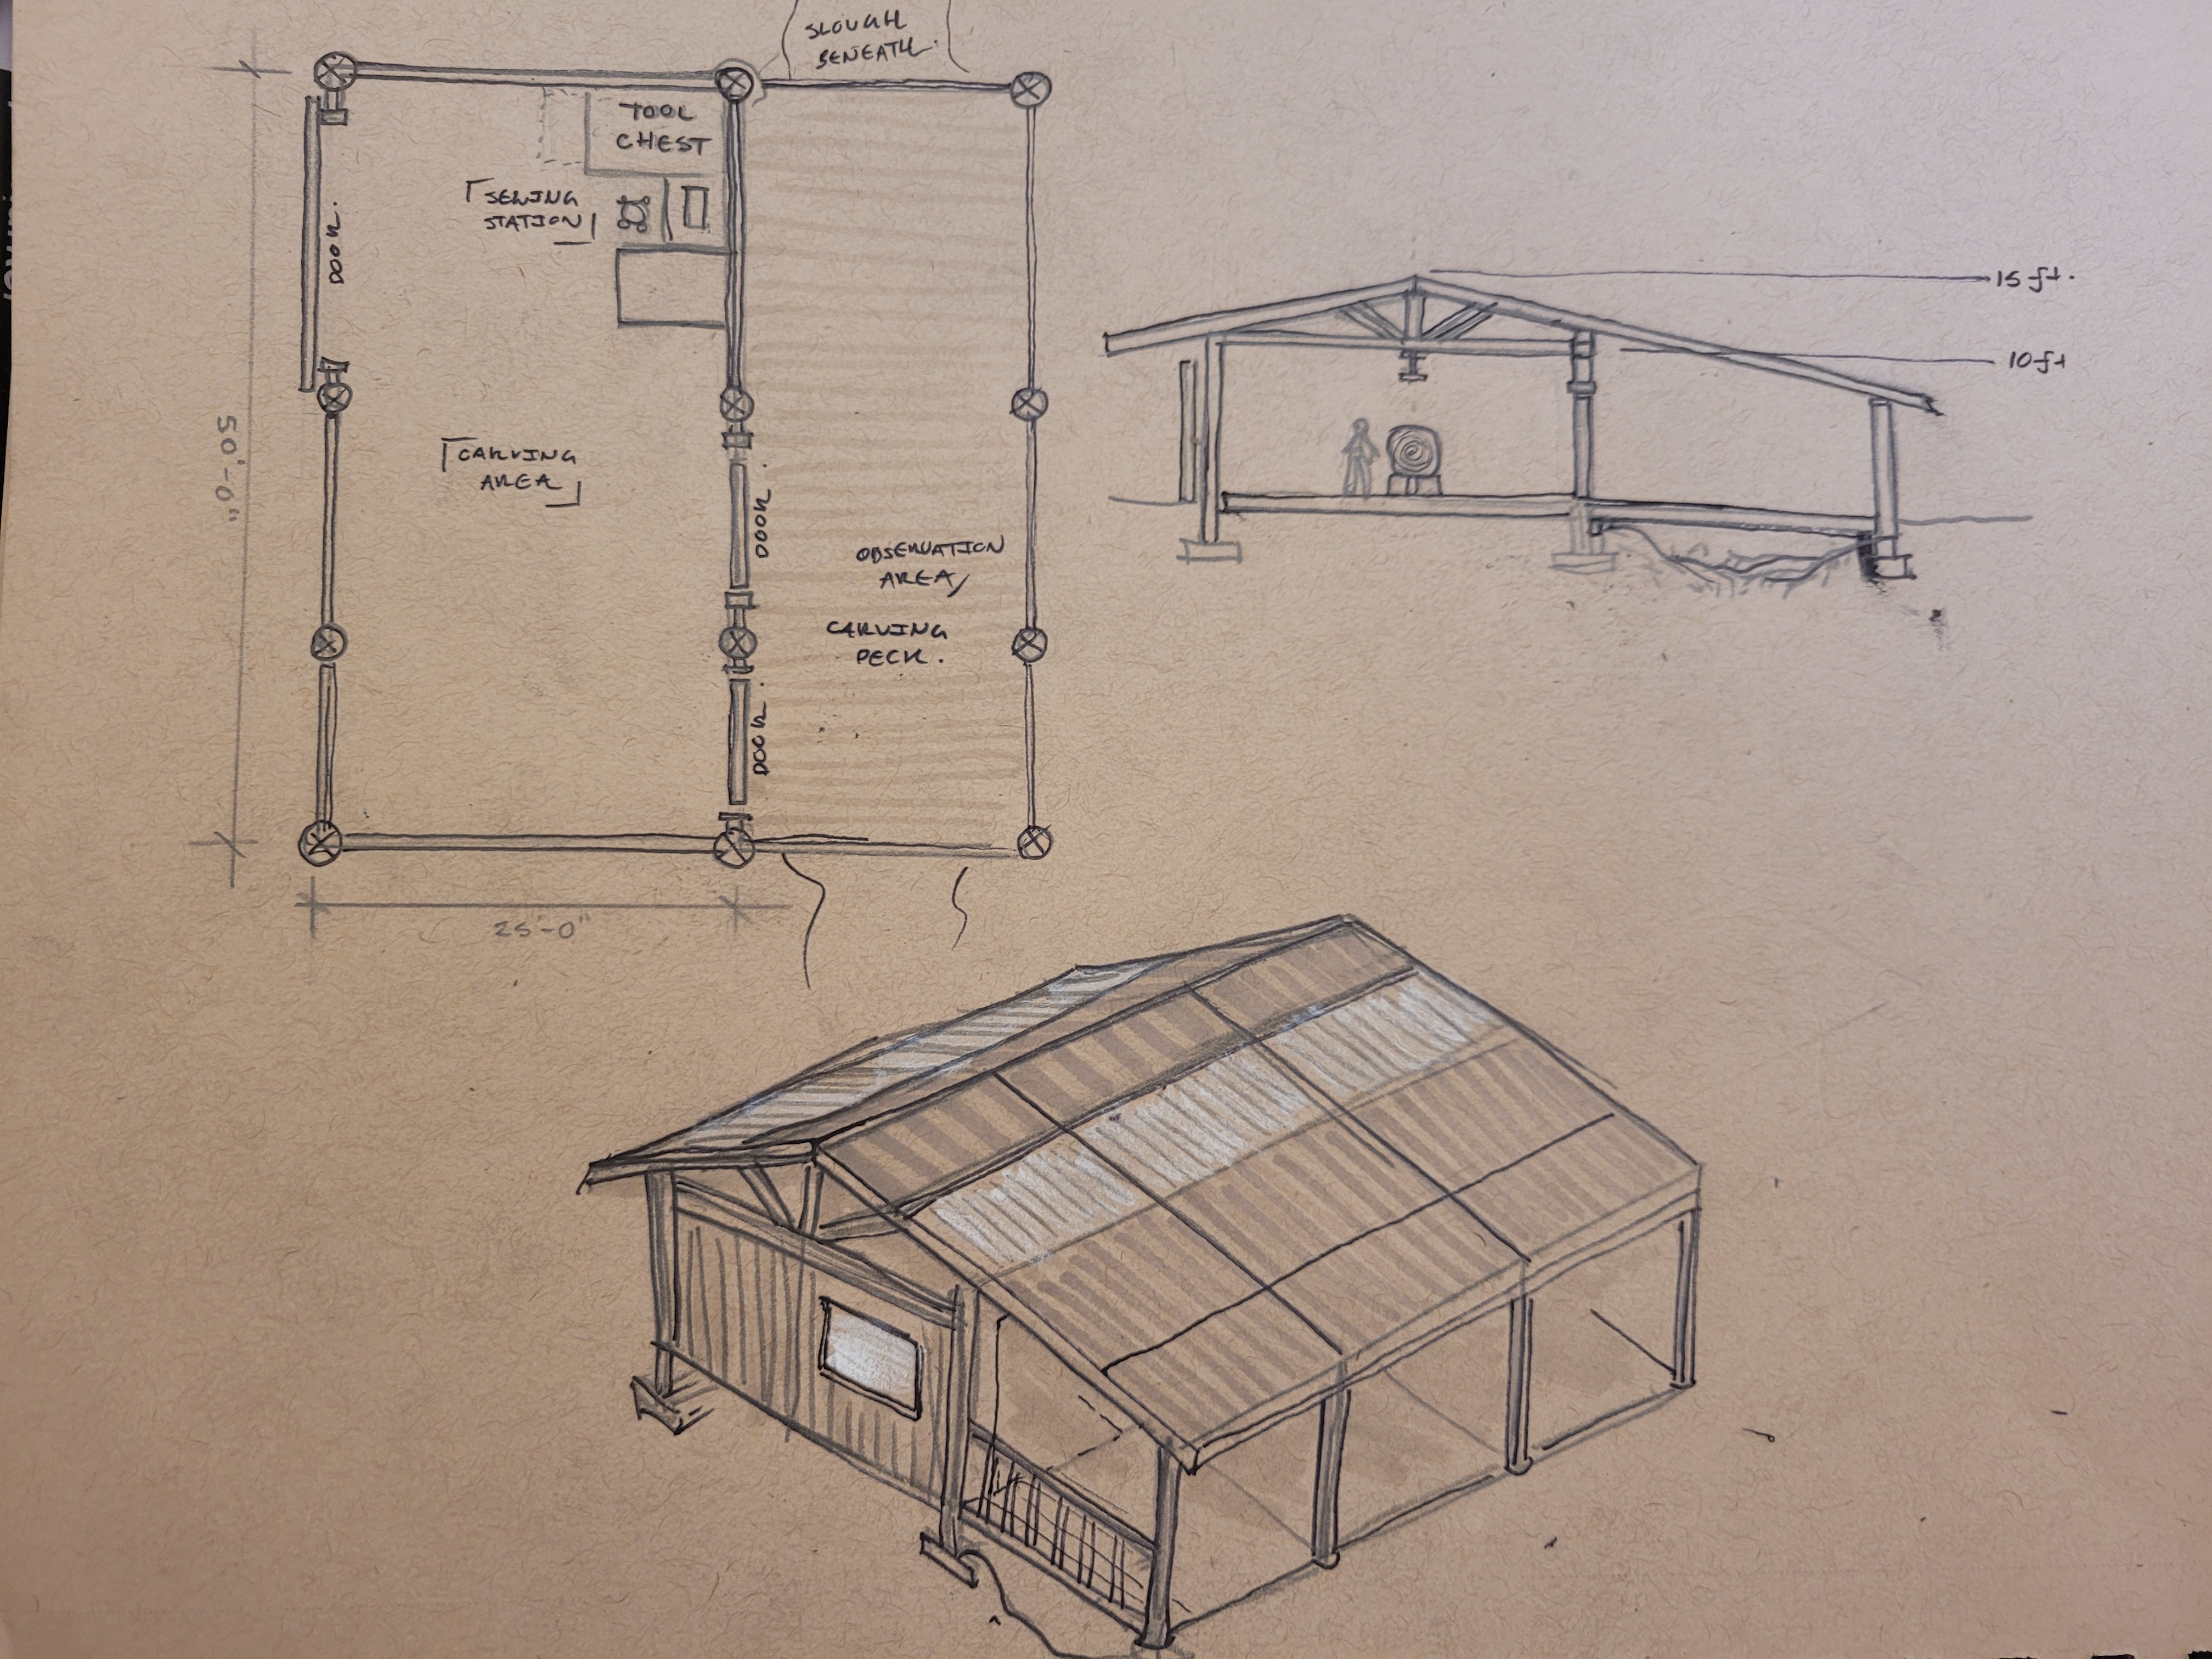 SLOUGH
BENEATH.
TOOL
CHEST
SEWING
STATION
DOOR.
CARVING
AREA
50'-0"
DOOR.
OBSERVATION
AREA/
CARVING
DECK.
DOOR.
25'-0"
15 ft.
10 ft